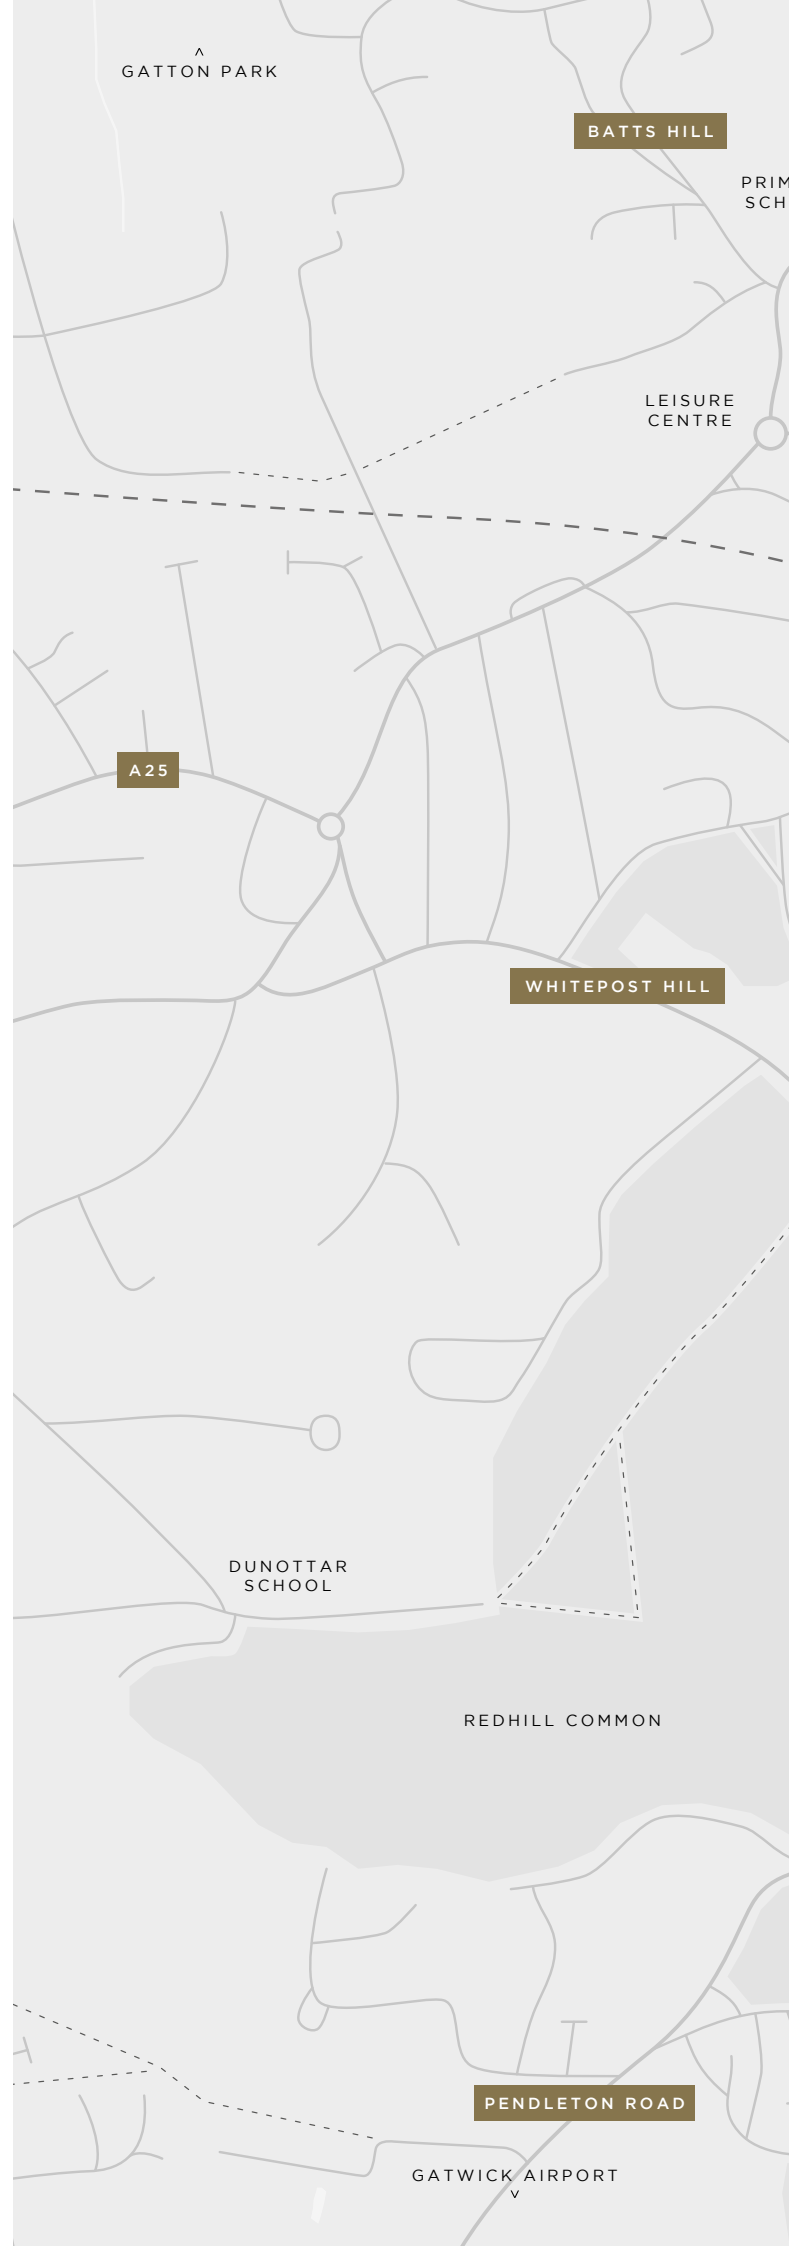 GATTON PARK
BATTS HILL
LEISURE
CENTRE
A25
WHITEPOST HILL
DUNOTTAR
SCHOOL
REDHILL COMMON
PENDLETON ROAD
GATWICK AIRPORT